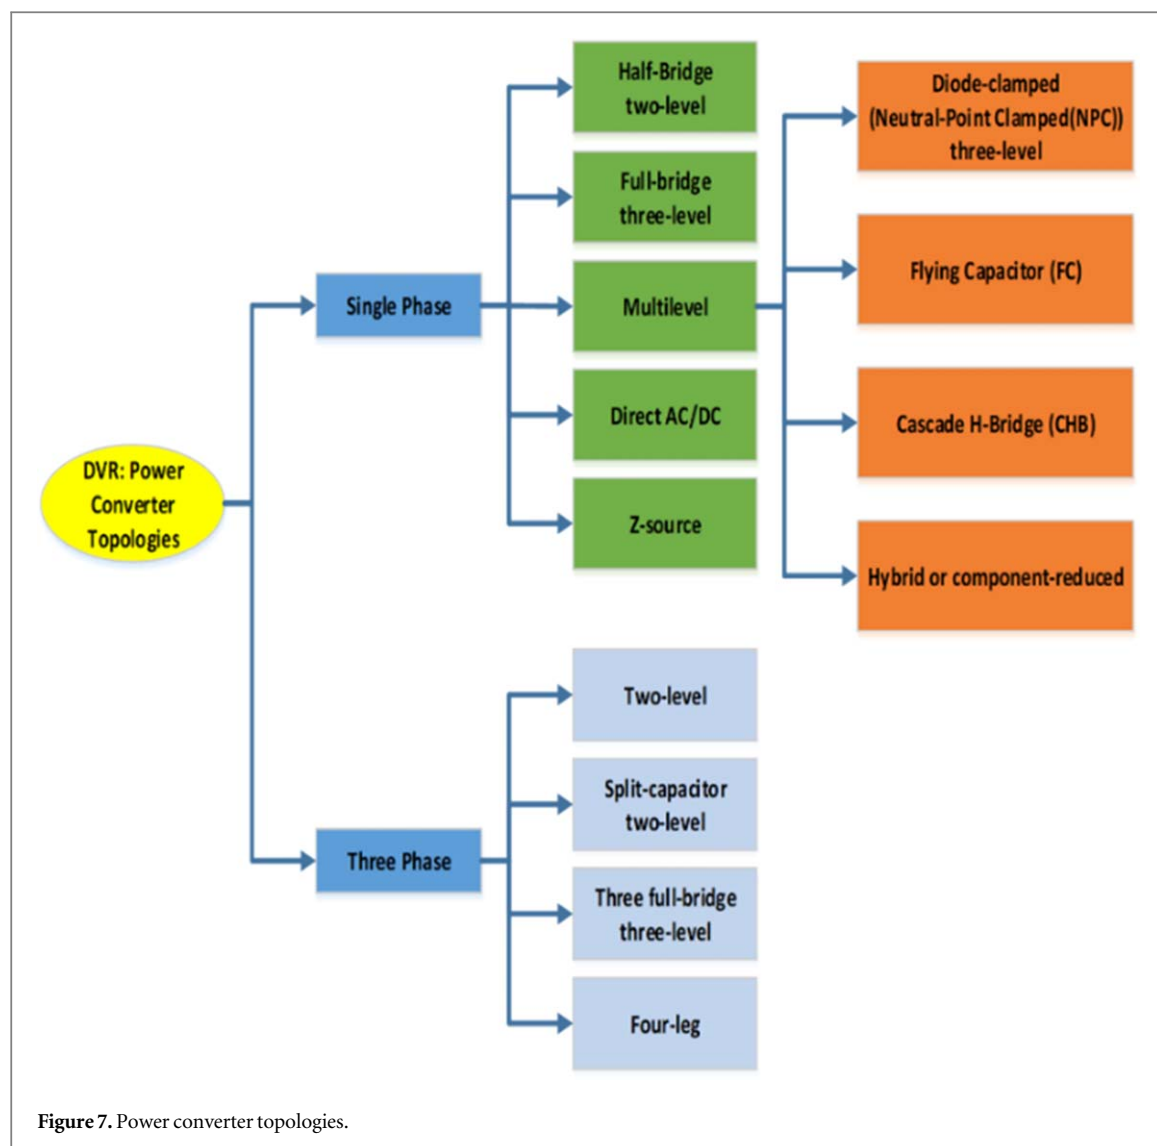 DVR: Power
Converter
Topologies
Single Phase
Three Phase
Half-Bridge
two-level
Full-bridge
three-level
Multilevel
Direct AC/DC
Z-source
Diode-clamped
(Neutral-Point Clamped(NPC))
three-level
Flying Capacitor (FC)
Cascade H-Bridge (CHB)
Hybrid or component-reduced
Two-level
Split-capacitor
two-level
Three full-bridge
three-level
Four-leg
Figure 7. Power converter topologies.